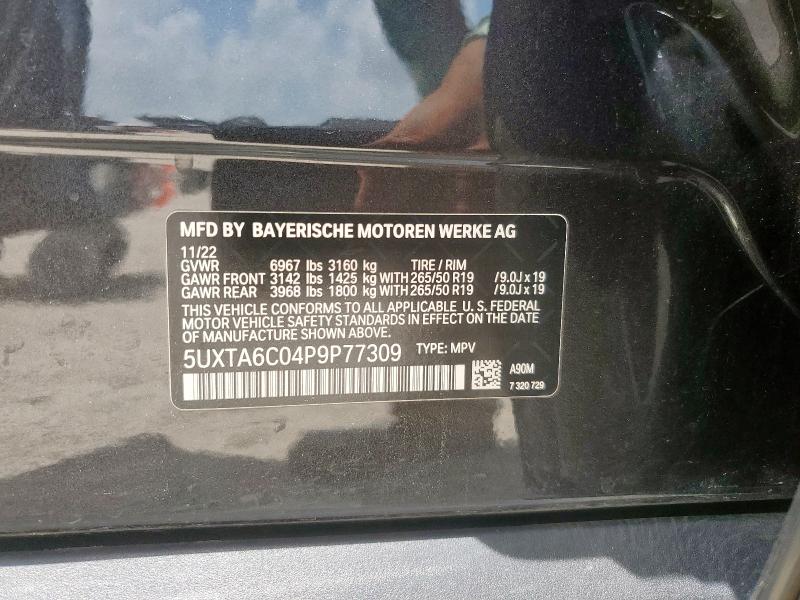 MFD BY BAYERISCHE MOTOREN WERKE AG
11/22
GVWR 6967 lbs 3160 kg TIRE / RIM
GAWR FRONT 3142 lbs 1425 kg WITH 265/50 R19 /9.0J x 19
GAWR REAR 3968 lbs 1800 kg WITH 265/50 R19 /9.0J x 19
THIS VEHICLE CONFORMS TO ALL APPLICABLE U. S. FEDERAL
MOTOR VEHICLE SAFETY STANDARDS IN EFFECT ON THE DATE
OF MANUFACTURE SHOWN ABOVE.
5UXTA6C04P9P77309 TYPE: MPV
A90M
7 320 729